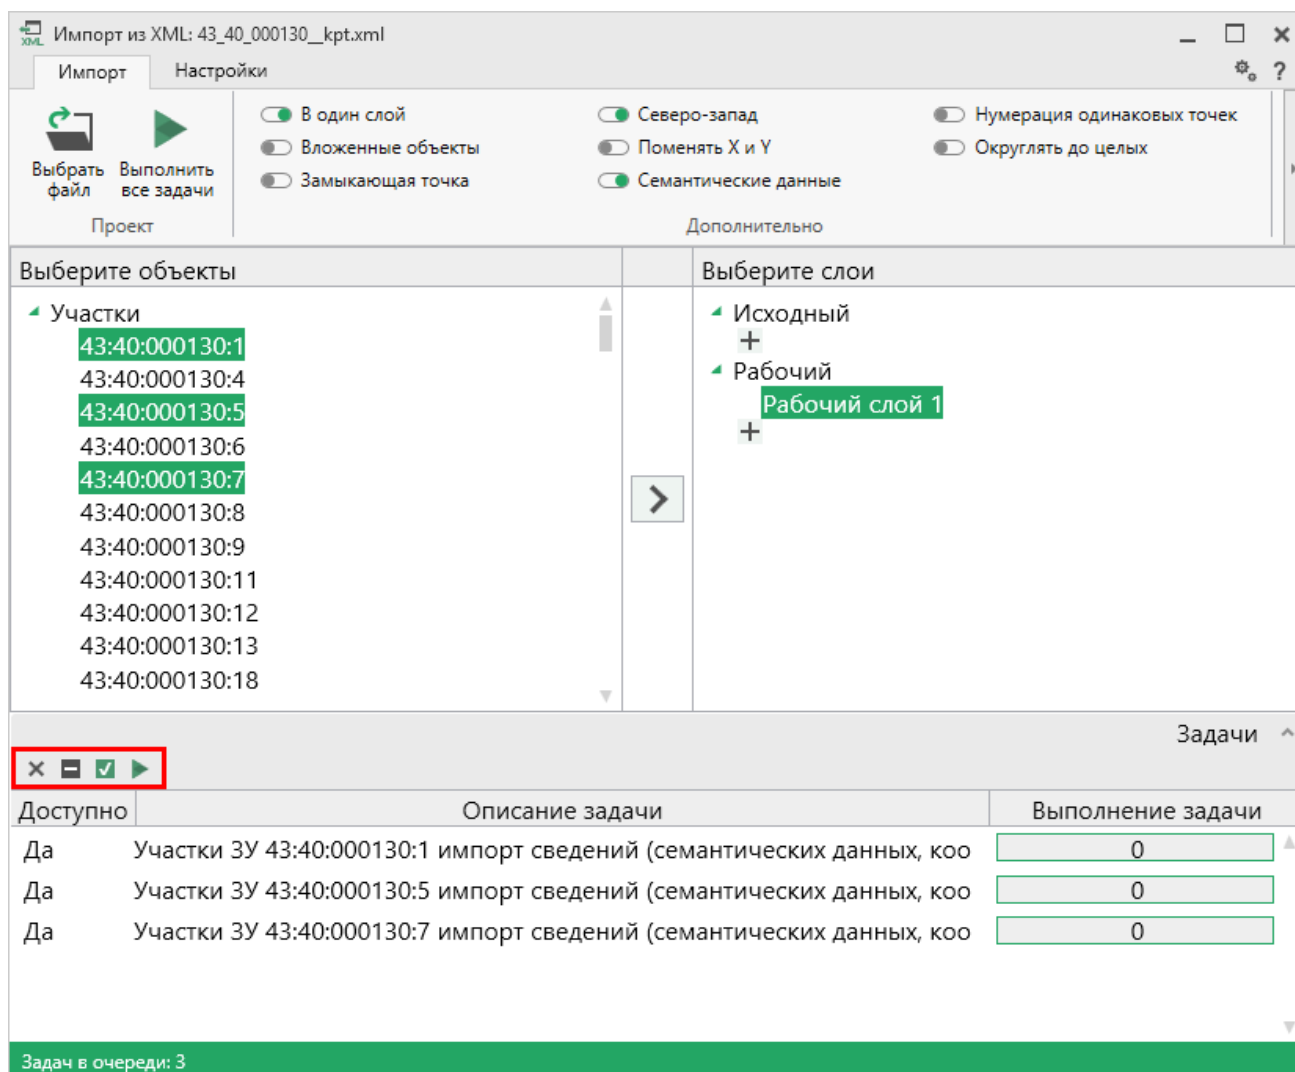 Импорт из XML: 43_40_000130__kpt.xml
Импорт Настройки ?
Выбрать файл
Выполнить все задачи
Проект
В один слой
Вложенные объекты
Замыкающая точка
Северо-запад
Поменять X и Y
Семантические данные
Нумерация одинаковых точек
Округлять до целых
Дополнительно
Выберите объекты
Участки
43:40:000130:1
43:40:000130:4
43:40:000130:5
43:40:000130:6
43:40:000130:7
43:40:000130:8
43:40:000130:9
43:40:000130:11
43:40:000130:12
43:40:000130:13
43:40:000130:18
Выберите слои
Исходный
Рабочий
Рабочий слой 1
Задачи
Доступно Описание задачи Выполнение задачи
Да Участки ЗУ 43:40:000130:1 импорт сведений (семантических данных, коо 0
Да Участки ЗУ 43:40:000130:5 импорт сведений (семантических данных, коо 0
Да Участки ЗУ 43:40:000130:7 импорт сведений (семантических данных, коо 0
Задач в очереди: 3